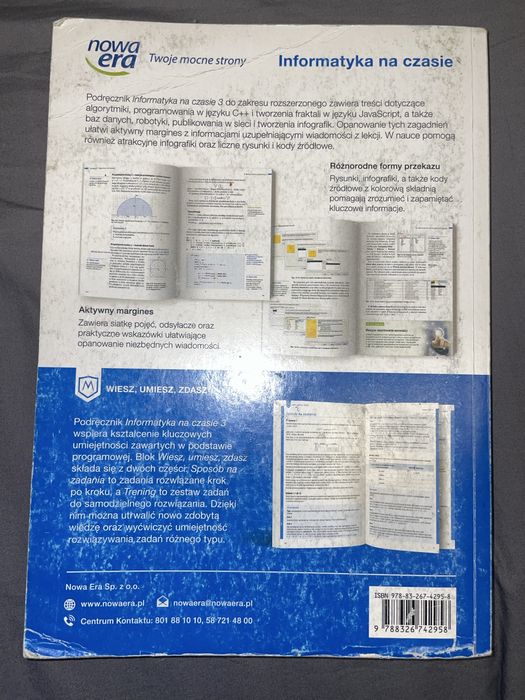 nowa
era
Twoje mocne strony
Informatyka na czasie
Podręcznik Informatyka na czasie 3 do zakresu rozszerzonego zawiera treści dotyczące
algorytmiki, programowania w języku C++ i tworzenia fraktali w języku JavaScript, a także
baz danych, robotyki, publikowania w sieci i tworzenia infografik. Opanowanie tych zagadnień
ułatwi aktywny margines z informacjami uzupełniającymi wiadomości z lekcji. W nauce pomogą
również atrakcyjne infografiki oraz liczne rysunki i kody źródłowe.
Różnorodne formy przekazu
Rysunki, infografiki, a także kody
źródłowe z kolorową składnią
pomagają zrozumieć i zapamiętać
kluczowe informacje.
Aktywny margines
Zawiera siatkę pojęć, odsyłacze oraz
praktyczne wskazówki ułatwiające
opanowanie niezbędnych wiadomości.
WIESZ, UMIESZ, ZDASZ
Podręcznik Informatyka na czasie 3
wspiera kształcenie kluczowych
umiejętności zawartych w podstawie
programowej. Blok Wiesz, umiesz, zdasz
składa się z dwóch części. Sposób na
zadania to zadania rozwiązane krok
po kroku, a Trening to zestaw zadań
do samodzielnego rozwiązania. Dzięki
nim można utrwalić nowo zdobytą
wiedzę oraz wyćwiczyć umiejętność
rozwiązywania zadań różnego typu.
Nowa Era Sp. z o.o.
www.nowaera.pl nowaera@nowaera.pl
Centrum Kontaktu: 801 88 10 10, 58 721 48 00
ISBN 978-83-267-4295-8
9 788326 742958